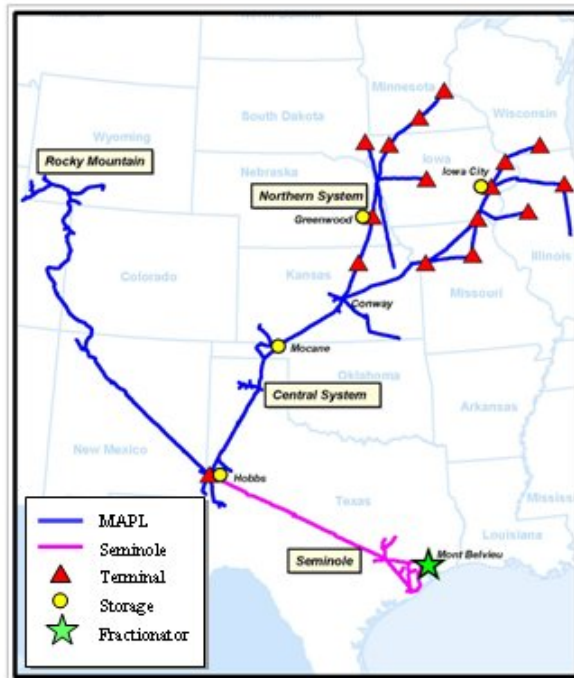 Minnesota
South Dakota
Wisconsin
Wyoming
Rocky Mountain
Iowa
Iowa City
Nebraska
Northern System
Greenwood
Illinois
Colorado
Kansas
Missouri
Conway
Mocane
Oklahoma
Central System
Arkansas
New Mexico
Hobbs
Texas
Mississ
Louisiana
Mont Belvieu
Seminole
MAPL
Seminole
Terminal
Storage
Fractionator